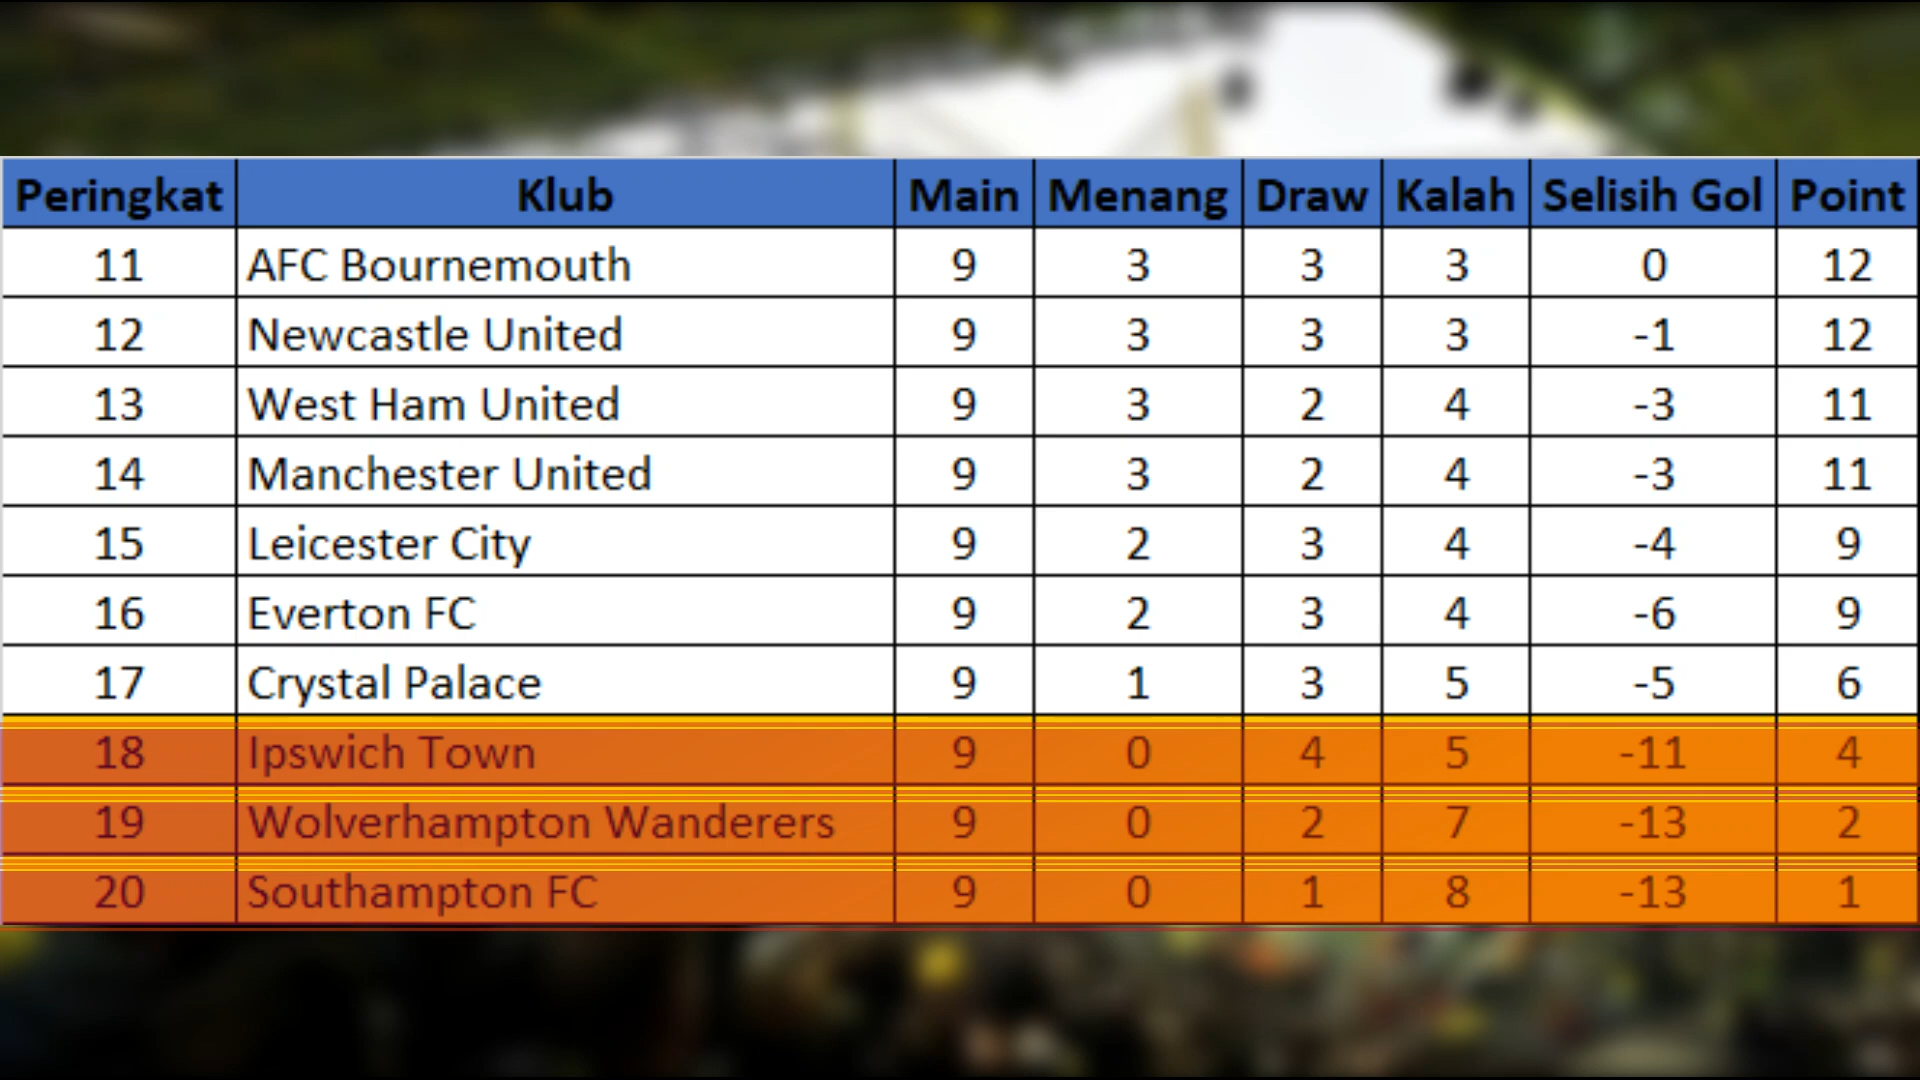 Peringkat Klub Main Menang Draw Kalah Selisih Gol Point
11 AFC Bournemouth 9 3 3 3 0 12
12 Newcastle United 9 3 3 3 -1 12
13 West Ham United 9 3 2 4 -3 11
14 Manchester United 9 3 2 4 -3 11
15 Leicester City 9 2 3 4 -4 9
16 Everton FC 9 2 3 4 -6 9
17 Crystal Palace 9 1 3 5 -5 6
18 Ipswich Town 9 0 4 5 -11 4
19 Wolverhampton Wanderers 9 0 2 7 -13 2
20 Southampton FC 9 0 1 8 -13 1